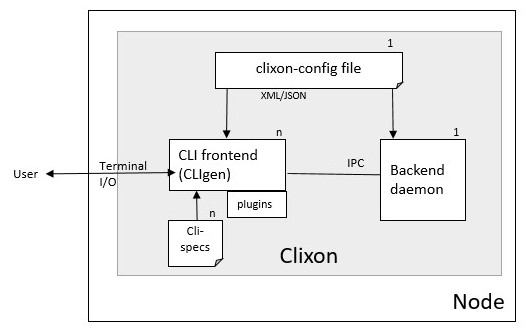 1
clixon-config file
XML/JSON
n
1
CLI frontend
(CLIgen)
IPC
Backend
daemon
User
Terminal
I/O
plugins
n
Cli-
specs
Clixon
Node